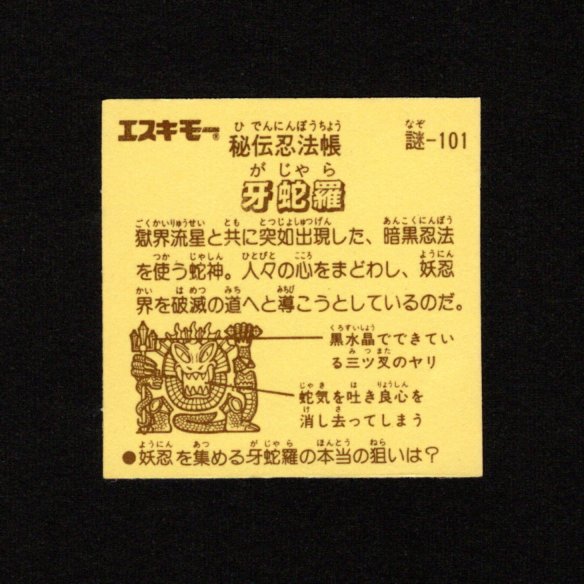 エスキモー®
ひでんにんぽうちょう
秘伝忍法帳
なぞ
謎-101
がじゃら
牙蛇羅
ごくかいりゅうせい とも とつじょしゅつげん あんこくにんぽう
獄界流星と共に突如出現した、暗黒忍法
つか じゃしん ひとびと こころ ようにん
を使う蛇神。人々の心をまどわし、妖忍
かい はめつ みち みちび
界を破滅の道へと導こうとしているのだ。
くろずいしょう
黒水晶でできてい
み つまた
る三ツ叉のヤリ
じゃき は りょうしん
蛇気を吐き良心を
け さ
消し去ってしまう
ようにん あつ がじゃら ほんとう ねら
●妖忍を集める牙蛇羅の本当の狙いは?